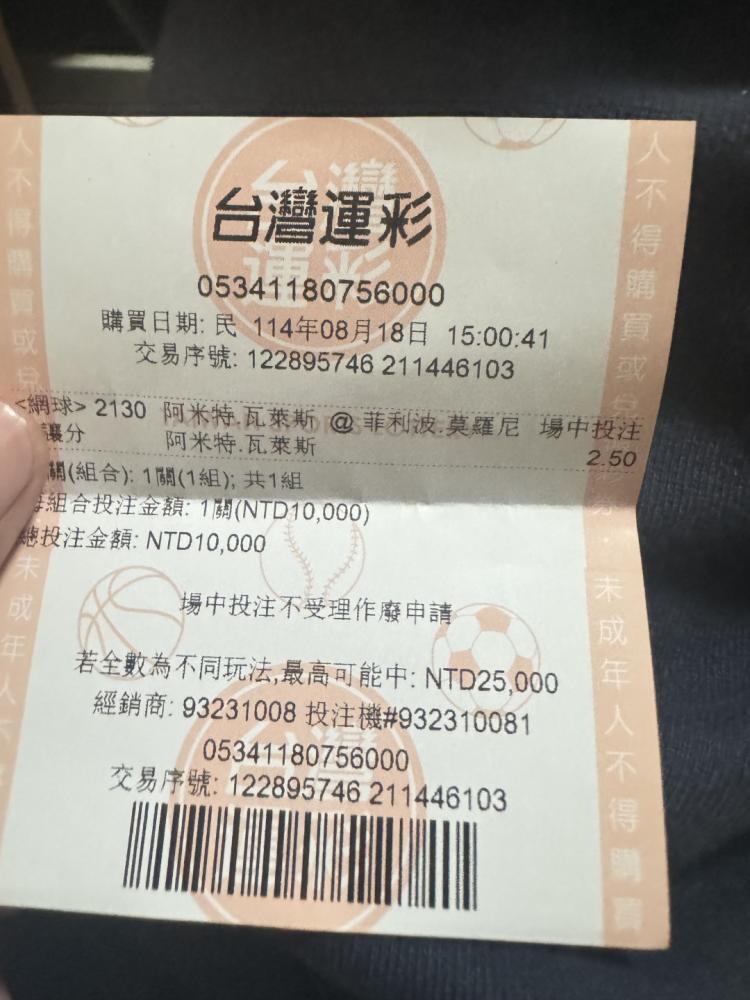 台灣運彩
05341180756000
購買日期: 民 114年08月18日 15:00:41
交易序號: 122895746 211446103
<網球> 2130 阿米特.瓦萊斯 @ 菲利波.莫羅尼 場中投注
讓分 阿米特.瓦萊斯 2.50
關(組合): 1關(1組); 共1組
每組合投注金額: 1關(NTD10,000)
總投注金額: NTD10,000
場中投注不受理作廢申請
若全數為不同玩法,最高可能中: NTD25,000
經銷商: 93231008 投注機#932310081
05341180756000
交易序號: 122895746 211446103
人不得購買或兌
未成年人不得購買